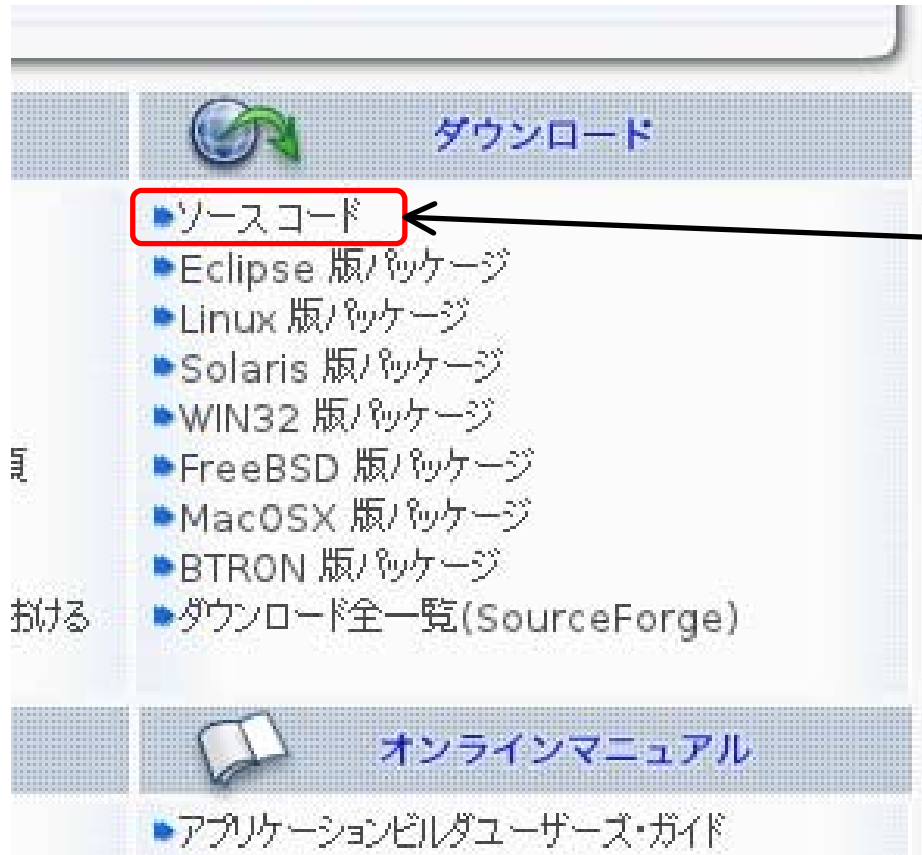 ダウンロード
ソースコード
Eclipse 版パッケージ
Linux 版パッケージ
Solaris 版パッケージ
WIN32 版パッケージ
FreeBSD 版パッケージ
MacOSX 版パッケージ
BTRON 版パッケージ
おける
ダウンロード全一覧(SourceForge)
オンラインマニュアル
アプリケーションビルダユーザーズ・ガイド